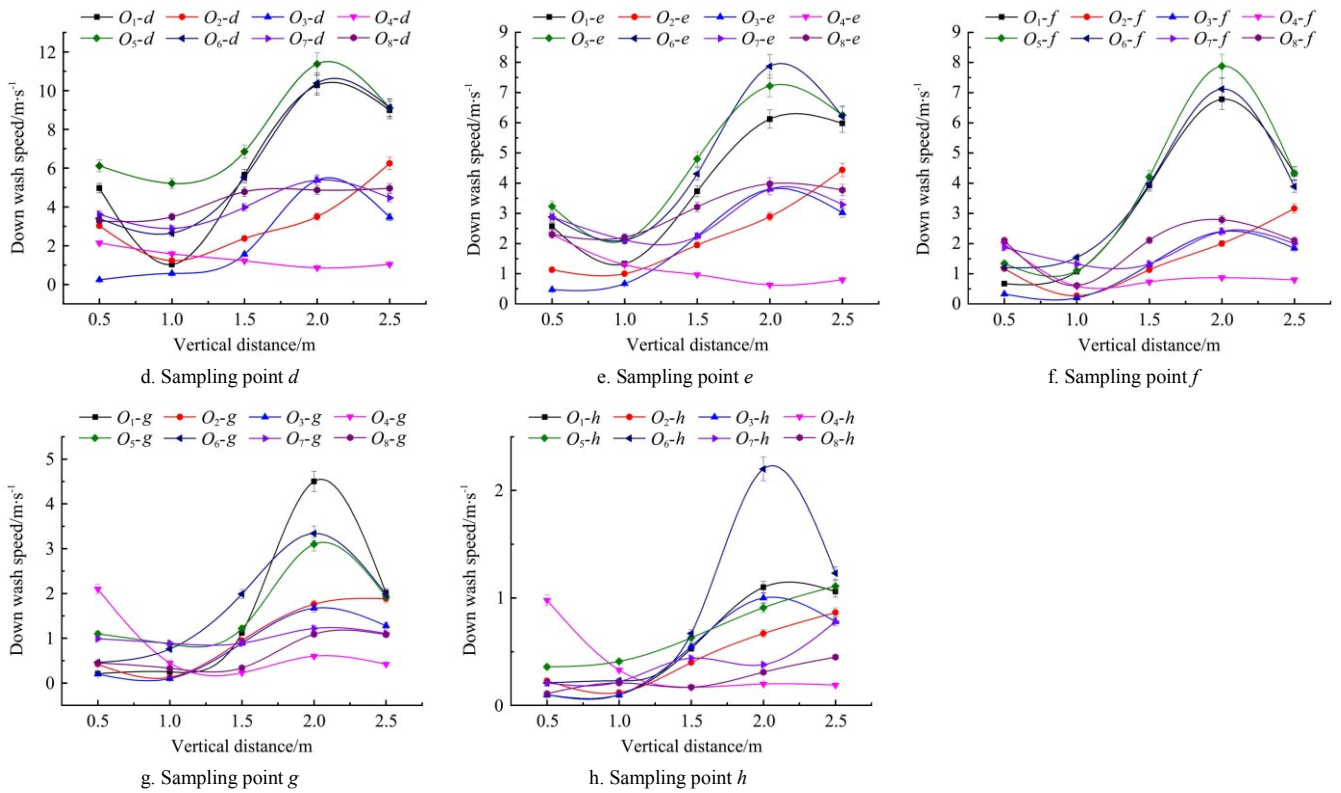 O₁-d O₂-d O₃-d O₄-d
O₅-d O₆-d O₇-d O₈-d
12
10
8
6
4
2
0
Down wash speed/m·s⁻¹
0.5 1.0 1.5 2.0 2.5
Vertical distance/m
d. Sampling point d
O₁-e O₂-e O₃-e O₄-e
O₅-e O₆-e O₇-e O₈-e
9
8
7
6
5
4
3
2
1
0
Down wash speed/m·s⁻¹
0.5 1.0 1.5 2.0 2.5
Vertical distance/m
e. Sampling point e
O₁-f O₂-f O₃-f O₄-f
O₅-f O₆-f O₇-f O₈-f
9
8
7
6
5
4
3
2
1
0
Down wash speed/m·s⁻¹
0.5 1.0 1.5 2.0 2.5
Vertical distance/m
f. Sampling point f
O₁-g O₂-g O₃-g O₄-g
O₅-g O₆-g O₇-g O₈-g
5
4
3
2
1
0
Down wash speed/m·s⁻¹
0.5 1.0 1.5 2.0 2.5
Vertical distance/m
g. Sampling point g
O₁-h O₂-h O₃-h O₄-h
O₅-h O₆-h O₇-h O₈-h
2
1
0
Down wash speed/m·s⁻¹
0.5 1.0 1.5 2.0 2.5
Vertical distance/m
h. Sampling point h